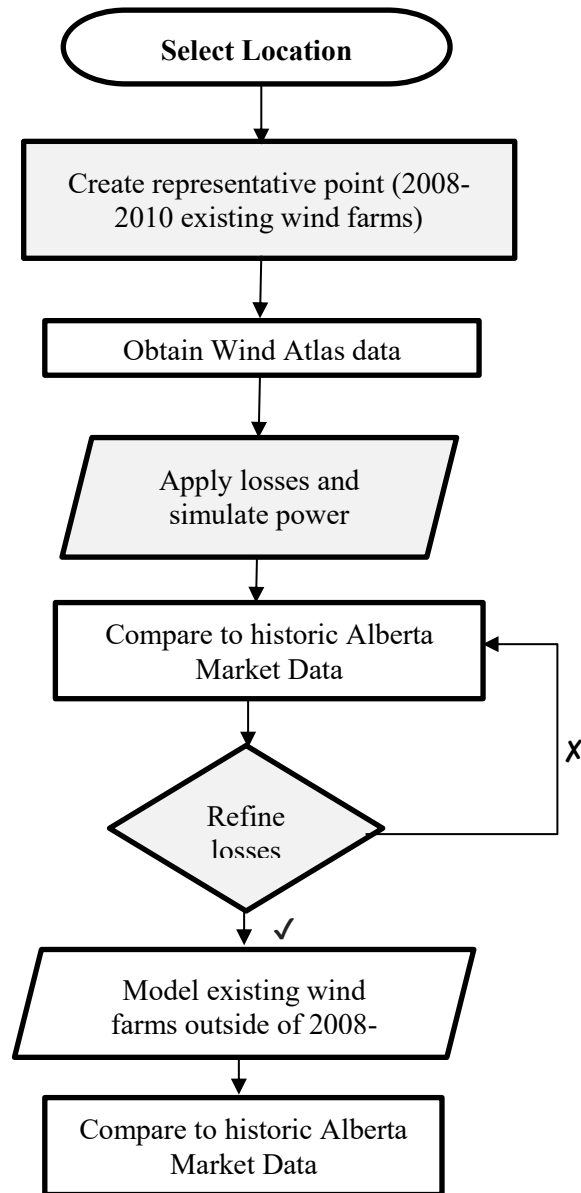 Select Location
Create representative point (2008-
2010 existing wind farms)
Obtain Wind Atlas data
Apply losses and
simulate power
Compare to historic Alberta
Market Data
✗
Refine
losses
✓
Model existing wind
farms outside of 2008-
Compare to historic Alberta
Market Data